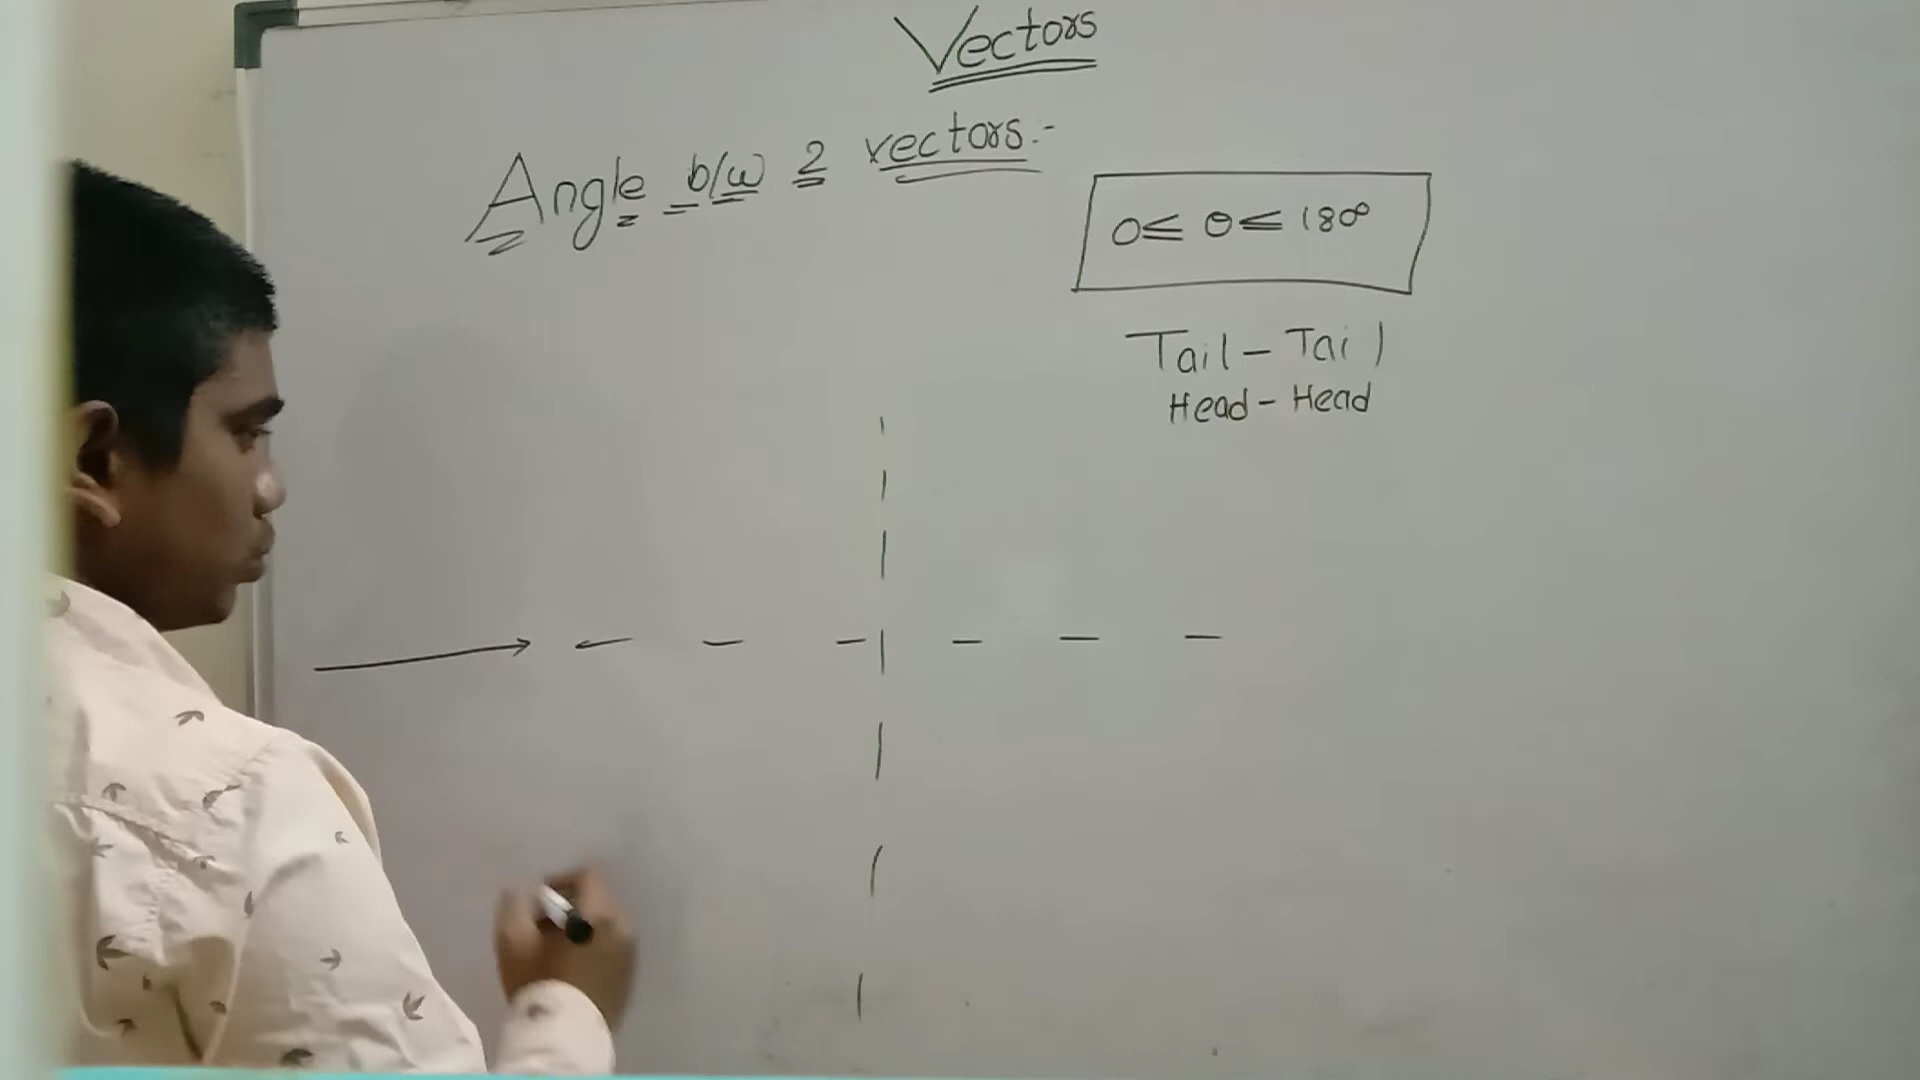 Vectors
Angle b/w 2 vectors:-
0≤ θ≤ 180°
Tail - Tail
Head - Head